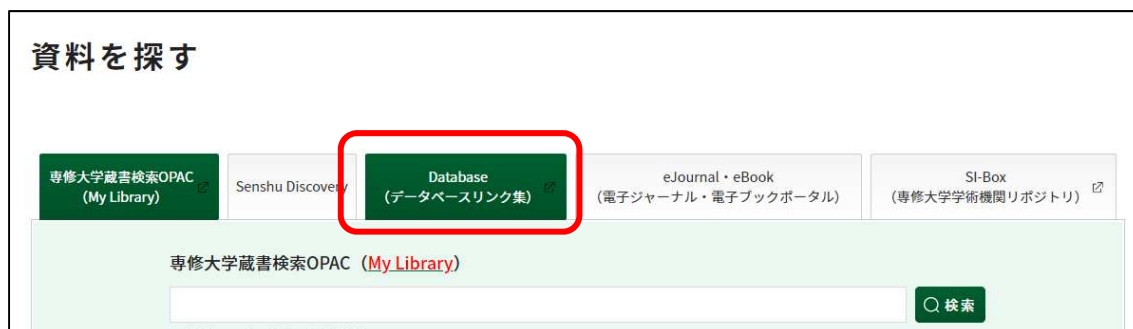 資料を探す
専修大学蔵書検索OPAC
(My Library)
Senshu Discovery
Database
(データベースリンク集)
eJournal・eBook
(電子ジャーナル・電子ブックポータル)
SI-Box
(専修大学学術機関リポジトリ)
専修大学蔵書検索OPAC(My Library)
検索